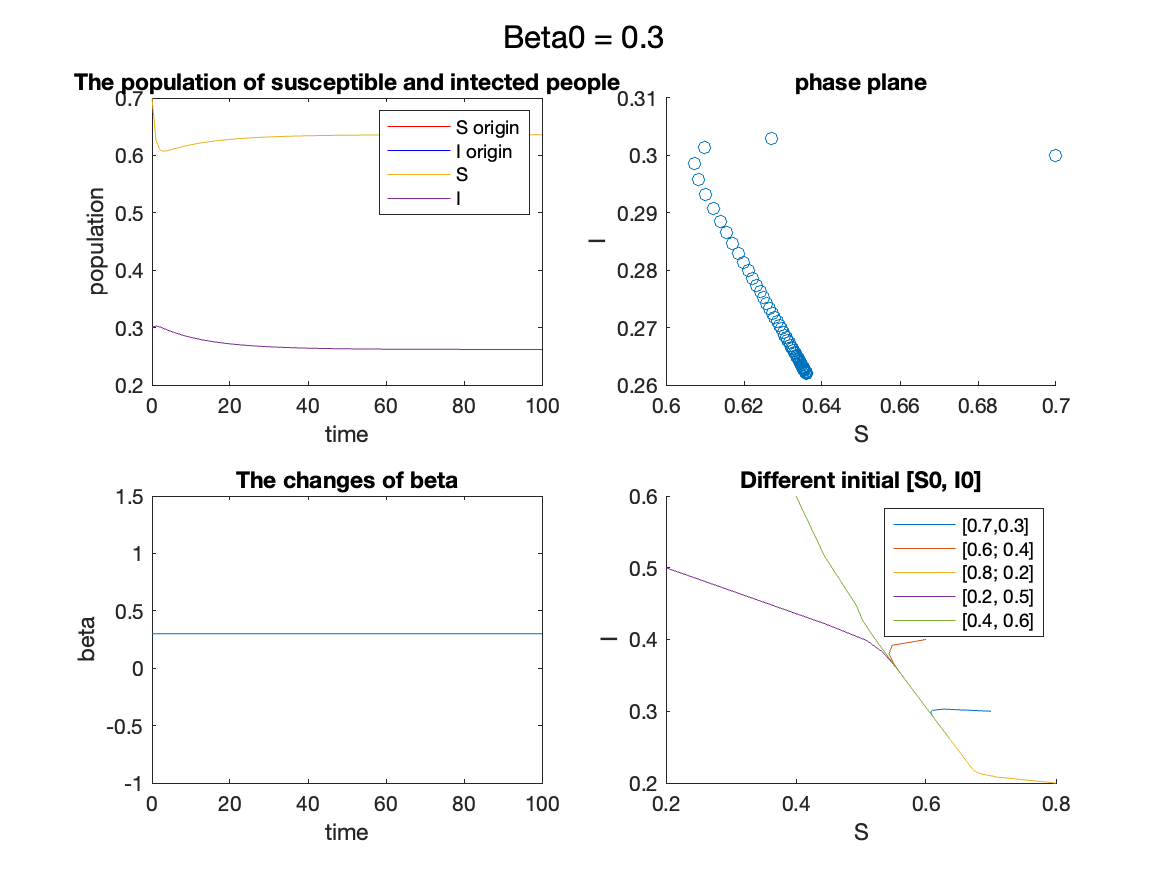 Beta0 = 0.3
The population of susceptible and intected people
0.7
0.6
0.5
0.4
0.3
0.2
population
0
20
40
60
80
100
time
S origin
I origin
S
I
phase plane
0.31
0.3
0.29
0.28
0.27
0.26
I
0.6
0.62
0.64
0.66
0.68
0.7
S
The changes of beta
1.5
1
0.5
0
-0.5
-1
beta
0
20
40
60
80
100
time
Different initial [S0, I0]
0.6
0.5
0.4
0.3
0.2
I
0.2
0.4
0.6
0.8
S
[0.7,0.3]
[0.6; 0.4]
[0.8; 0.2]
[0.2, 0.5]
[0.4, 0.6]